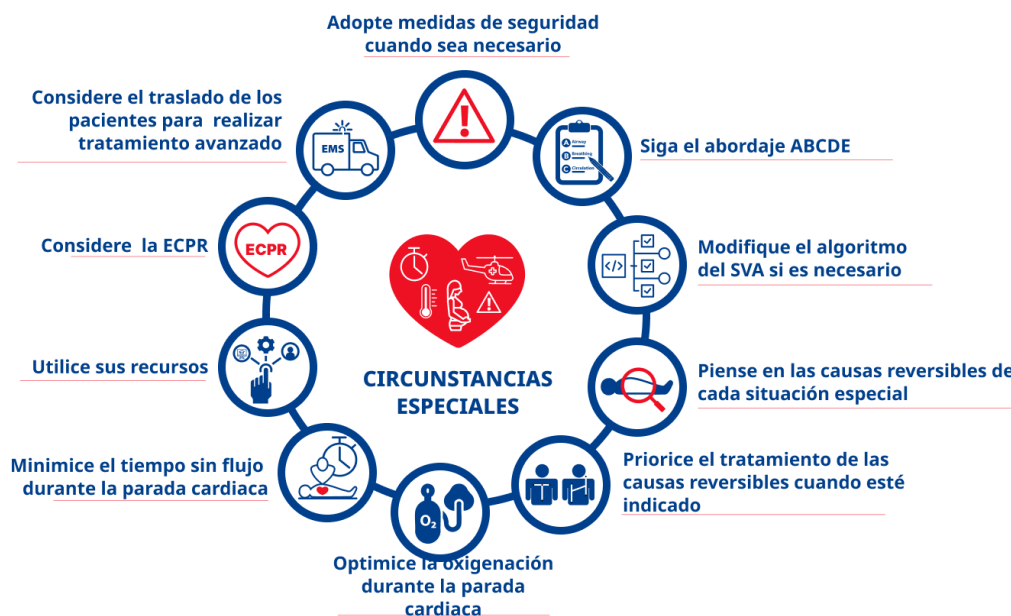 Adopte medidas de seguridad
cuando sea necesario
Considere el traslado de los
pacientes para realizar
tratamiento avanzado
EMS
A Airway
B Breathing
C Circulation
Siga el abordaje ABCDE
Considere la ECPR
ECPR
</>
Modifique el algoritmo
del SVA si es necesario
Utilice sus recursos
CIRCUNSTANCIAS
ESPECIALES
Piense en las causas reversibles de
cada situación especial
Minimice el tiempo sin flujo
durante la parada cardiaca
Priorice el tratamiento de las
causas reversibles cuando esté
indicado
O₂
Optimice la oxigenación
durante la parada
cardiaca